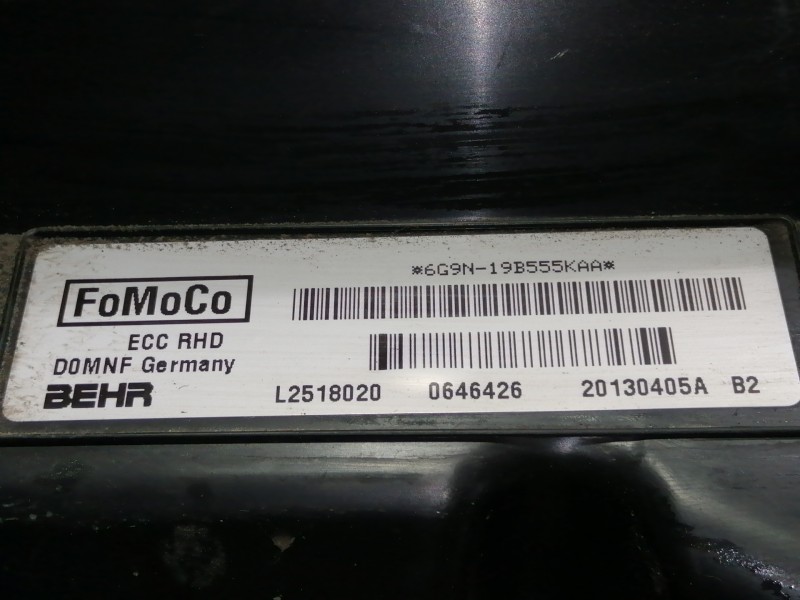 *6G9N-19B555KAA*
FoMoCo
ECC RHD
D0MNF Germany
BEHR
L2518020 0646426 20130405A B2